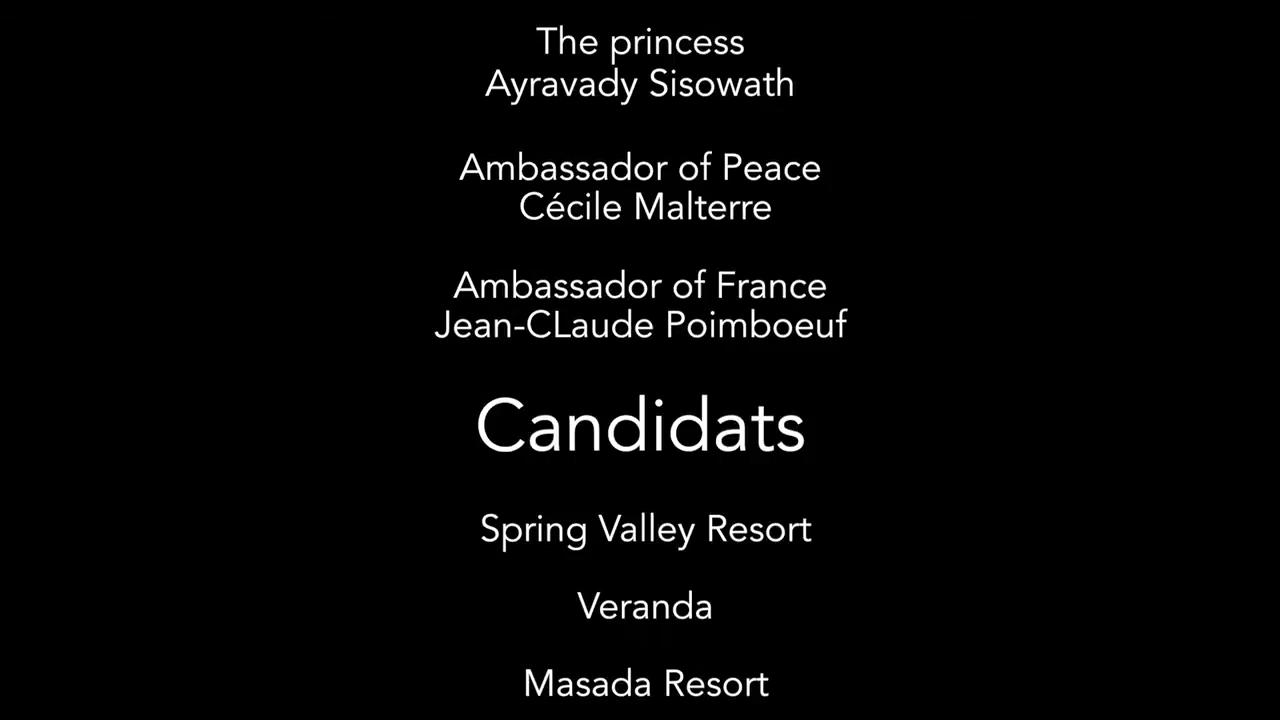 The princess
Ayravady Sisowath
Ambassador of Peace
Cécile Malterre
Ambassador of France
Jean-CLaude Poimboeuf
Candidats
Spring Valley Resort
Veranda
Masada Resort